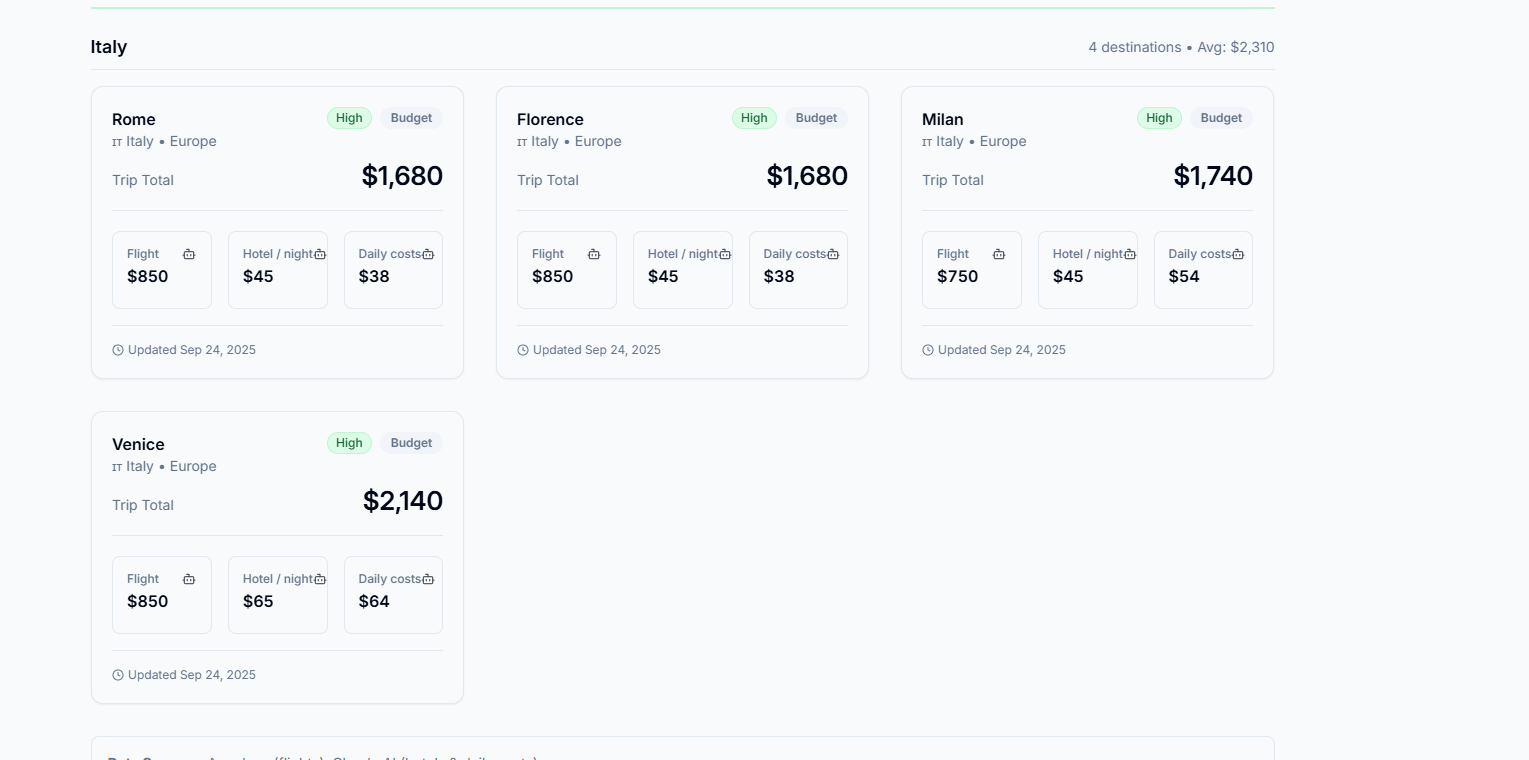 Italy
4 destinations • Avg: $2,310
Rome
High Budget
IT Italy • Europe
Trip Total $1,680
Flight
$850
Hotel / night
$45
Daily costs
$38
Updated Sep 24, 2025
Florence
High Budget
IT Italy • Europe
Trip Total $1,680
Flight
$850
Hotel / night
$45
Daily costs
$38
Updated Sep 24, 2025
Milan
High Budget
IT Italy • Europe
Trip Total $1,740
Flight
$750
Hotel / night
$45
Daily costs
$54
Updated Sep 24, 2025
Venice
High Budget
IT Italy • Europe
Trip Total $2,140
Flight
$850
Hotel / night
$65
Daily costs
$64
Updated Sep 24, 2025